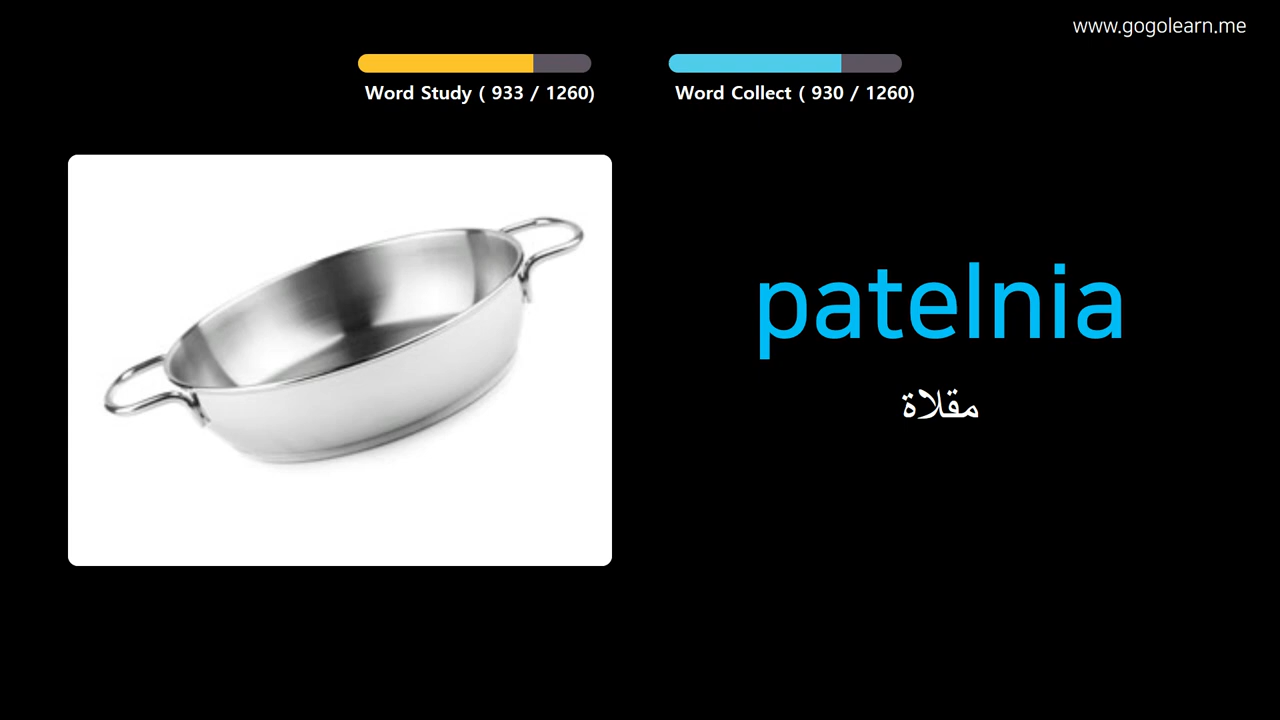 www.gogolearn.me
Word Study ( 933 / 1260)
Word Collect ( 930 / 1260)
patelnia
مقلاة